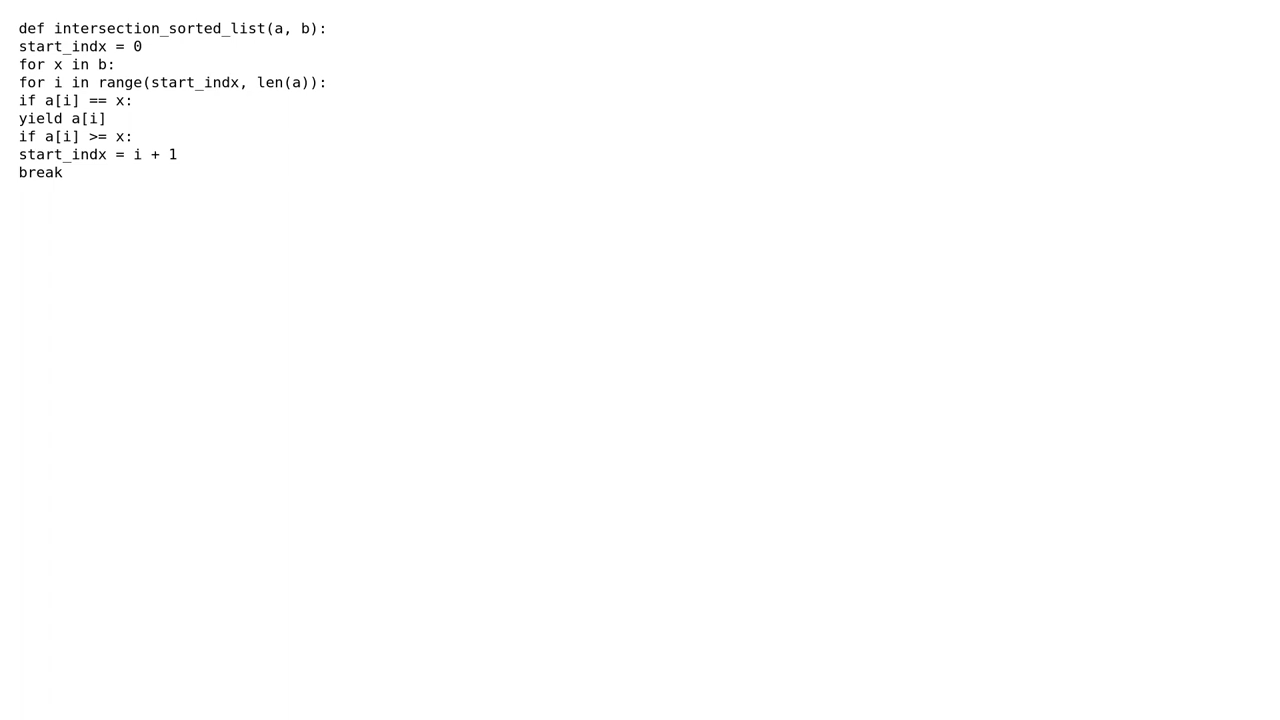 def intersection_sorted_list(a, b):
start_indx = 0
for x in b:
for i in range(start_indx, len(a)):
if a[i] == x:
yield a[i]
if a[i] >= x:
start_indx = i + 1
break